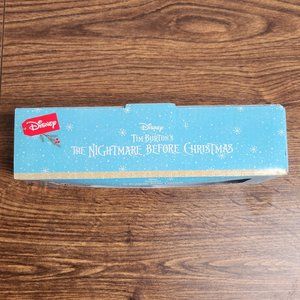 Disney
Disney
TIM BURTON'S
THE NIGHTMARE BEFORE CHRISTMAS